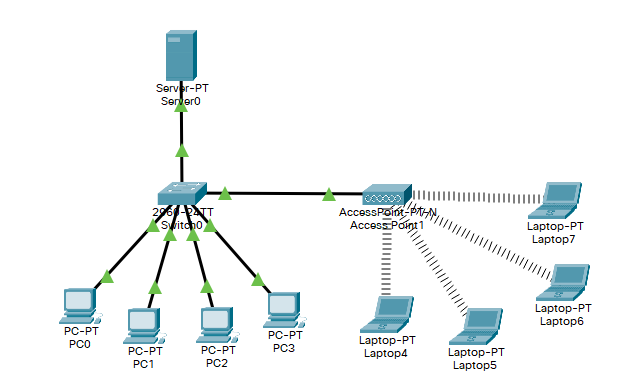 Server-PT
Server0
2960-24TT
Switch0
AccessPoint-PT-N
Access Point1
Laptop-PT
Laptop7
Laptop-PT
Laptop6
Laptop-PT
Laptop4
Laptop-PT
Laptop5
PC-PT
PC0
PC-PT
PC1
PC-PT
PC2
PC-PT
PC3